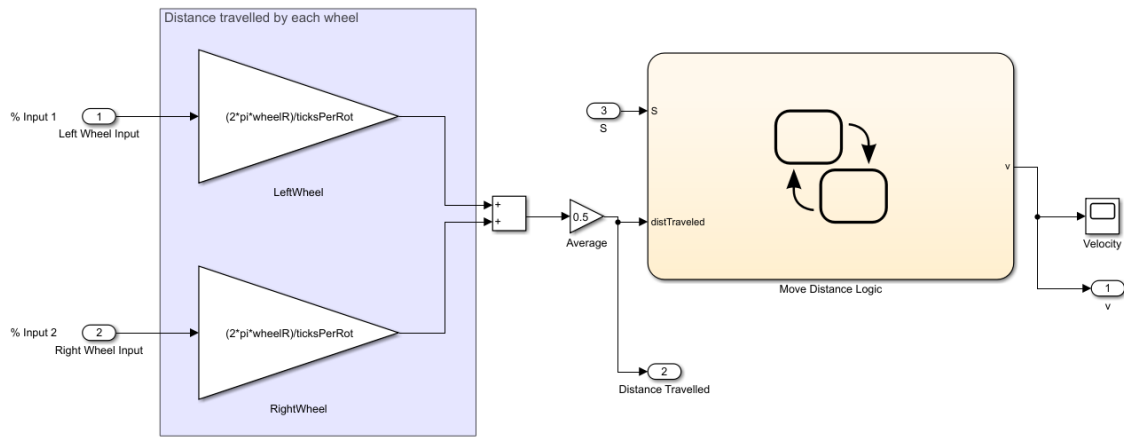 Distance travelled by each wheel
% Input 1
1
Left Wheel Input
(2*pi*wheelR)/ticksPerRot
LeftWheel
% Input 2
2
Right Wheel Input
(2*pi*wheelR)/ticksPerRot
RightWheel
+
+
0.5
Average
3
S
S
distTraveled
v
Move Distance Logic
Velocity
1
v
2
Distance Travelled